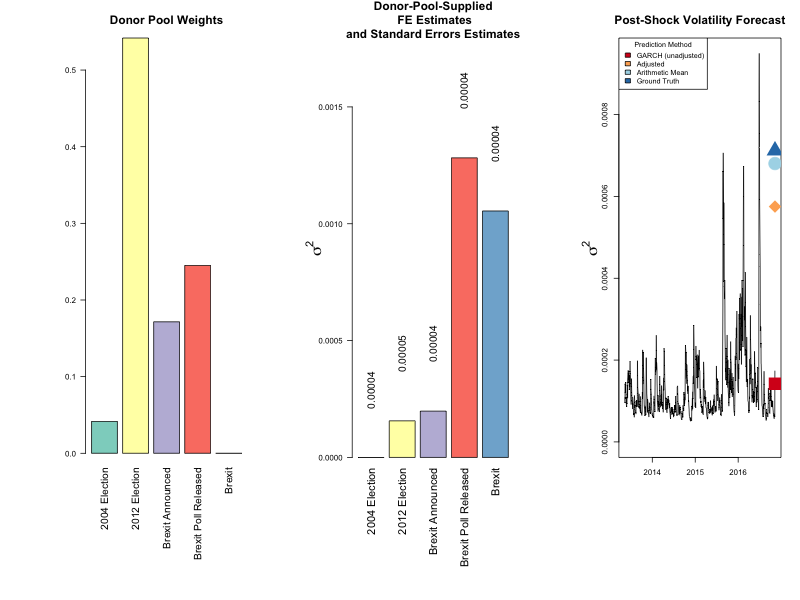 Donor Pool Weights
0.5
0.4
0.3
0.2
0.1
0.0
2004 Election
2012 Election
Brexit Announced
Brexit Poll Released
Brexit
Donor-Pool-Supplied
FE Estimates
and Standard Errors Estimates
σ2
0.0015
0.0010
0.0005
0.0000
0.00004
0.00005
0.00004
0.00004
0.00004
2004 Election
2012 Election
Brexit Announced
Brexit Poll Released
Brexit
Post-Shock Volatility Forecast
Prediction Method
GARCH (unadjusted)
Adjusted
Arithmetic Mean
Ground Truth
σ2
0.0008
0.0006
0.0004
0.0002
0.0000
2014
2015
2016